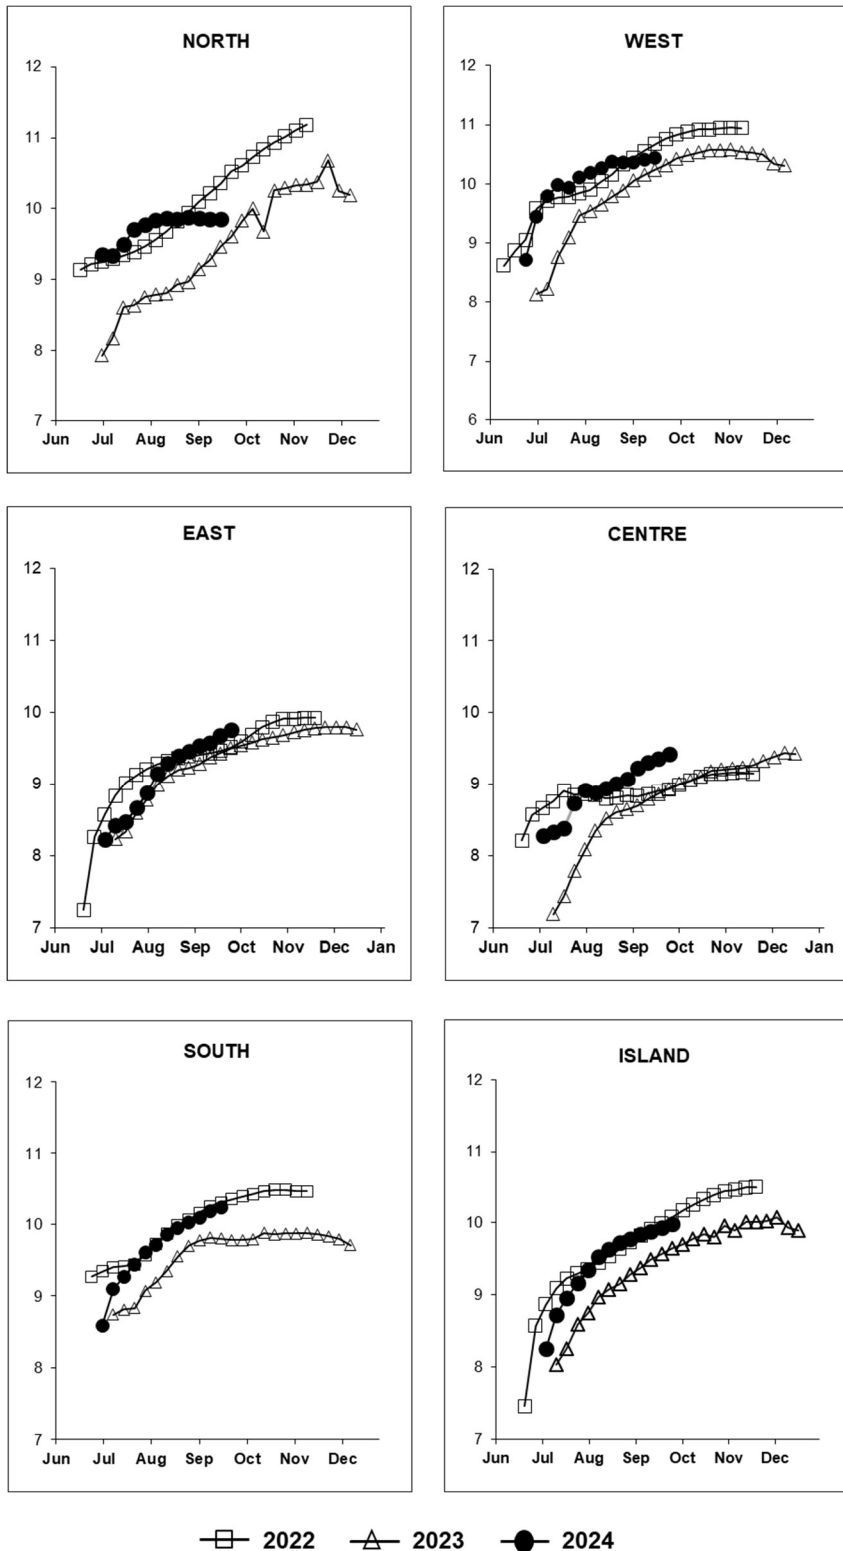 NORTH
12
11
10
9
8
7
Jun Jul Aug Sep Oct Nov Dec
WEST
12
11
10
9
8
7
6
Jun Jul Aug Sep Oct Nov Dec
EAST
12
11
10
9
8
7
Jun Jul Aug Sep Oct Nov Dec Jan
CENTRE
12
11
10
9
8
7
Jun Jul Aug Sep Oct Nov Dec Jan
SOUTH
12
11
10
9
8
7
Jun Jul Aug Sep Oct Nov Dec
ISLAND
12
11
10
9
8
7
Jun Jul Aug Sep Oct Nov Dec
2022 2023 2024